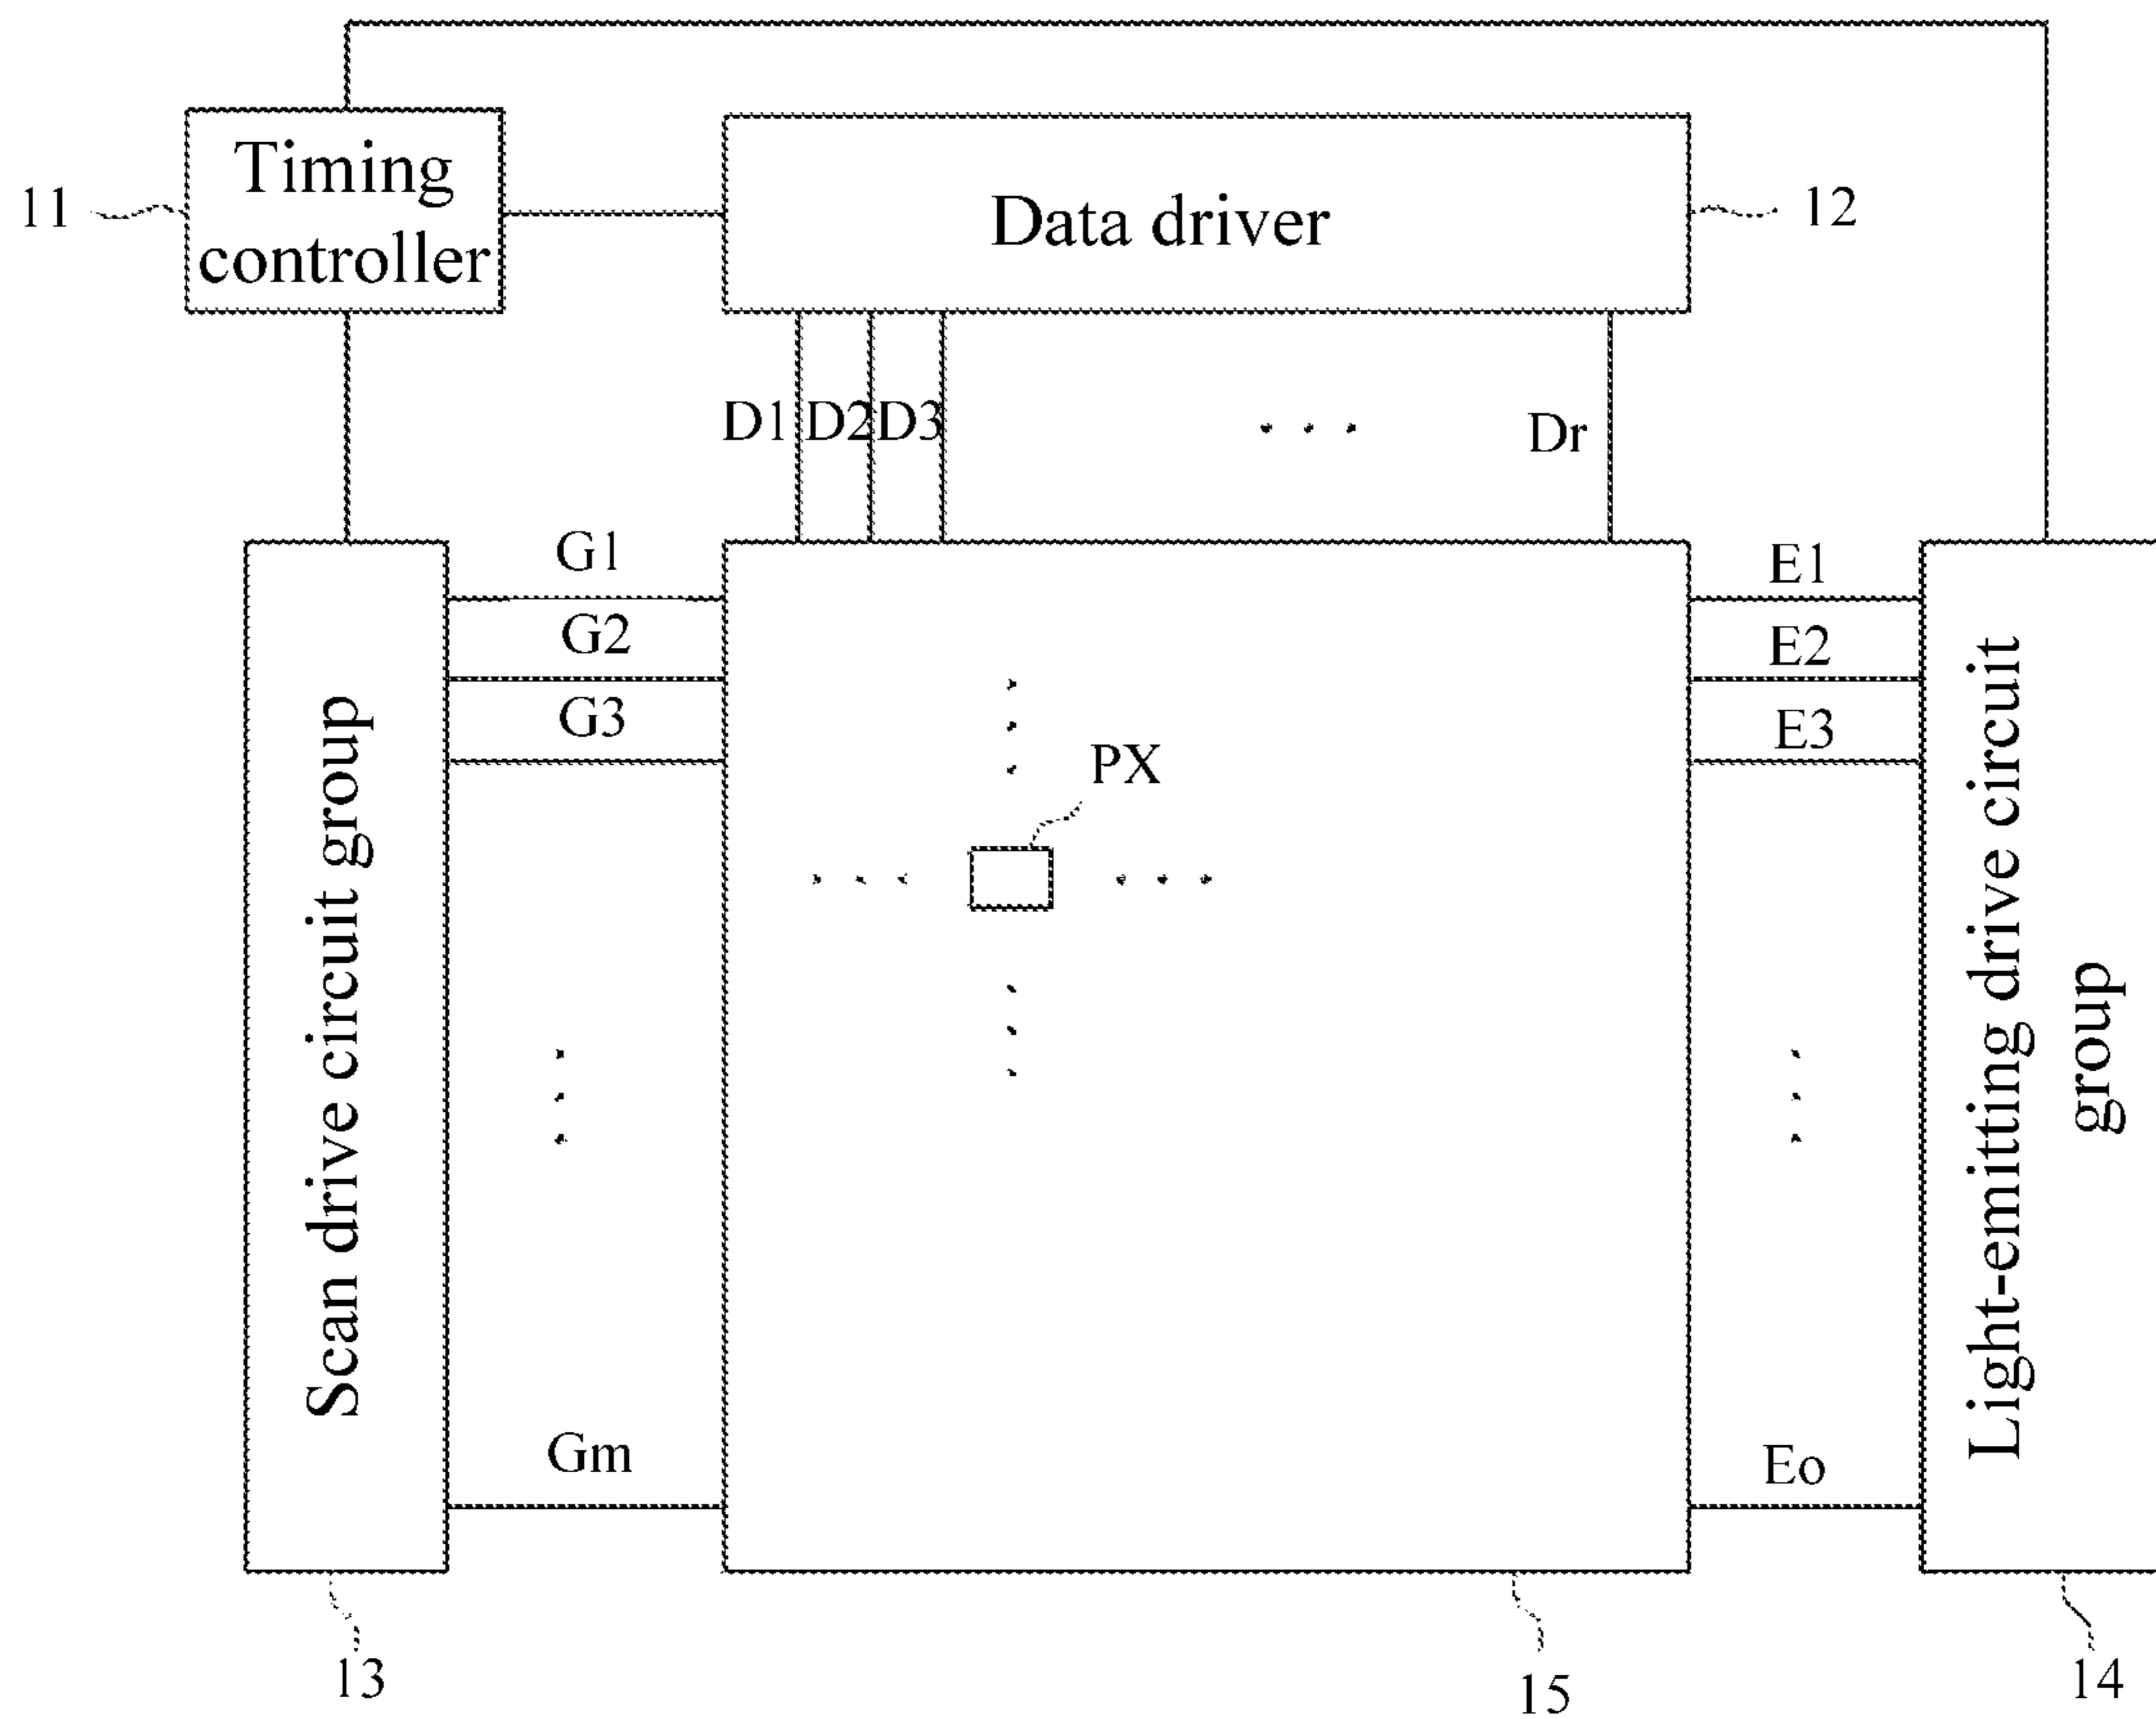 Timing
controller
11
Data driver
12
D1
D2
D3
Dr
G1
G2
G3
Gm
E1
E2
E3
Eo
PX
Scan drive circuit group
Light-emitting drive circuit
group
13
15
14